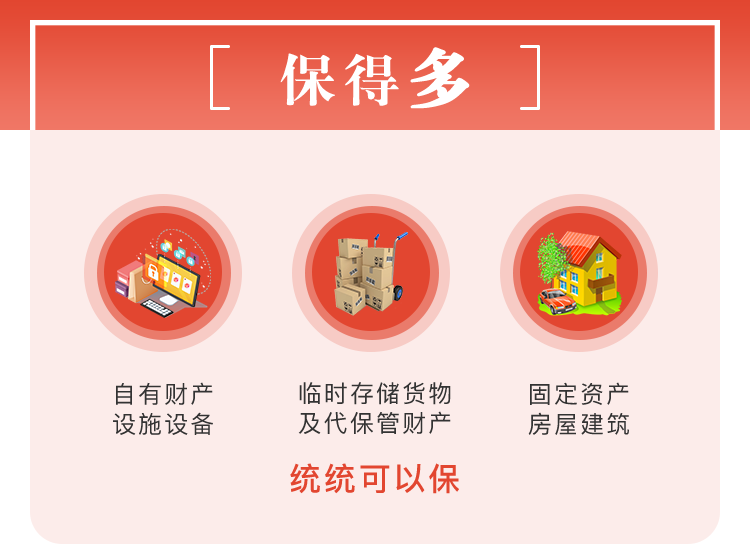 保得多
自有财产
设施设备
临时存储货物
及代保管财产
固定资产
房屋建筑
统统可以保